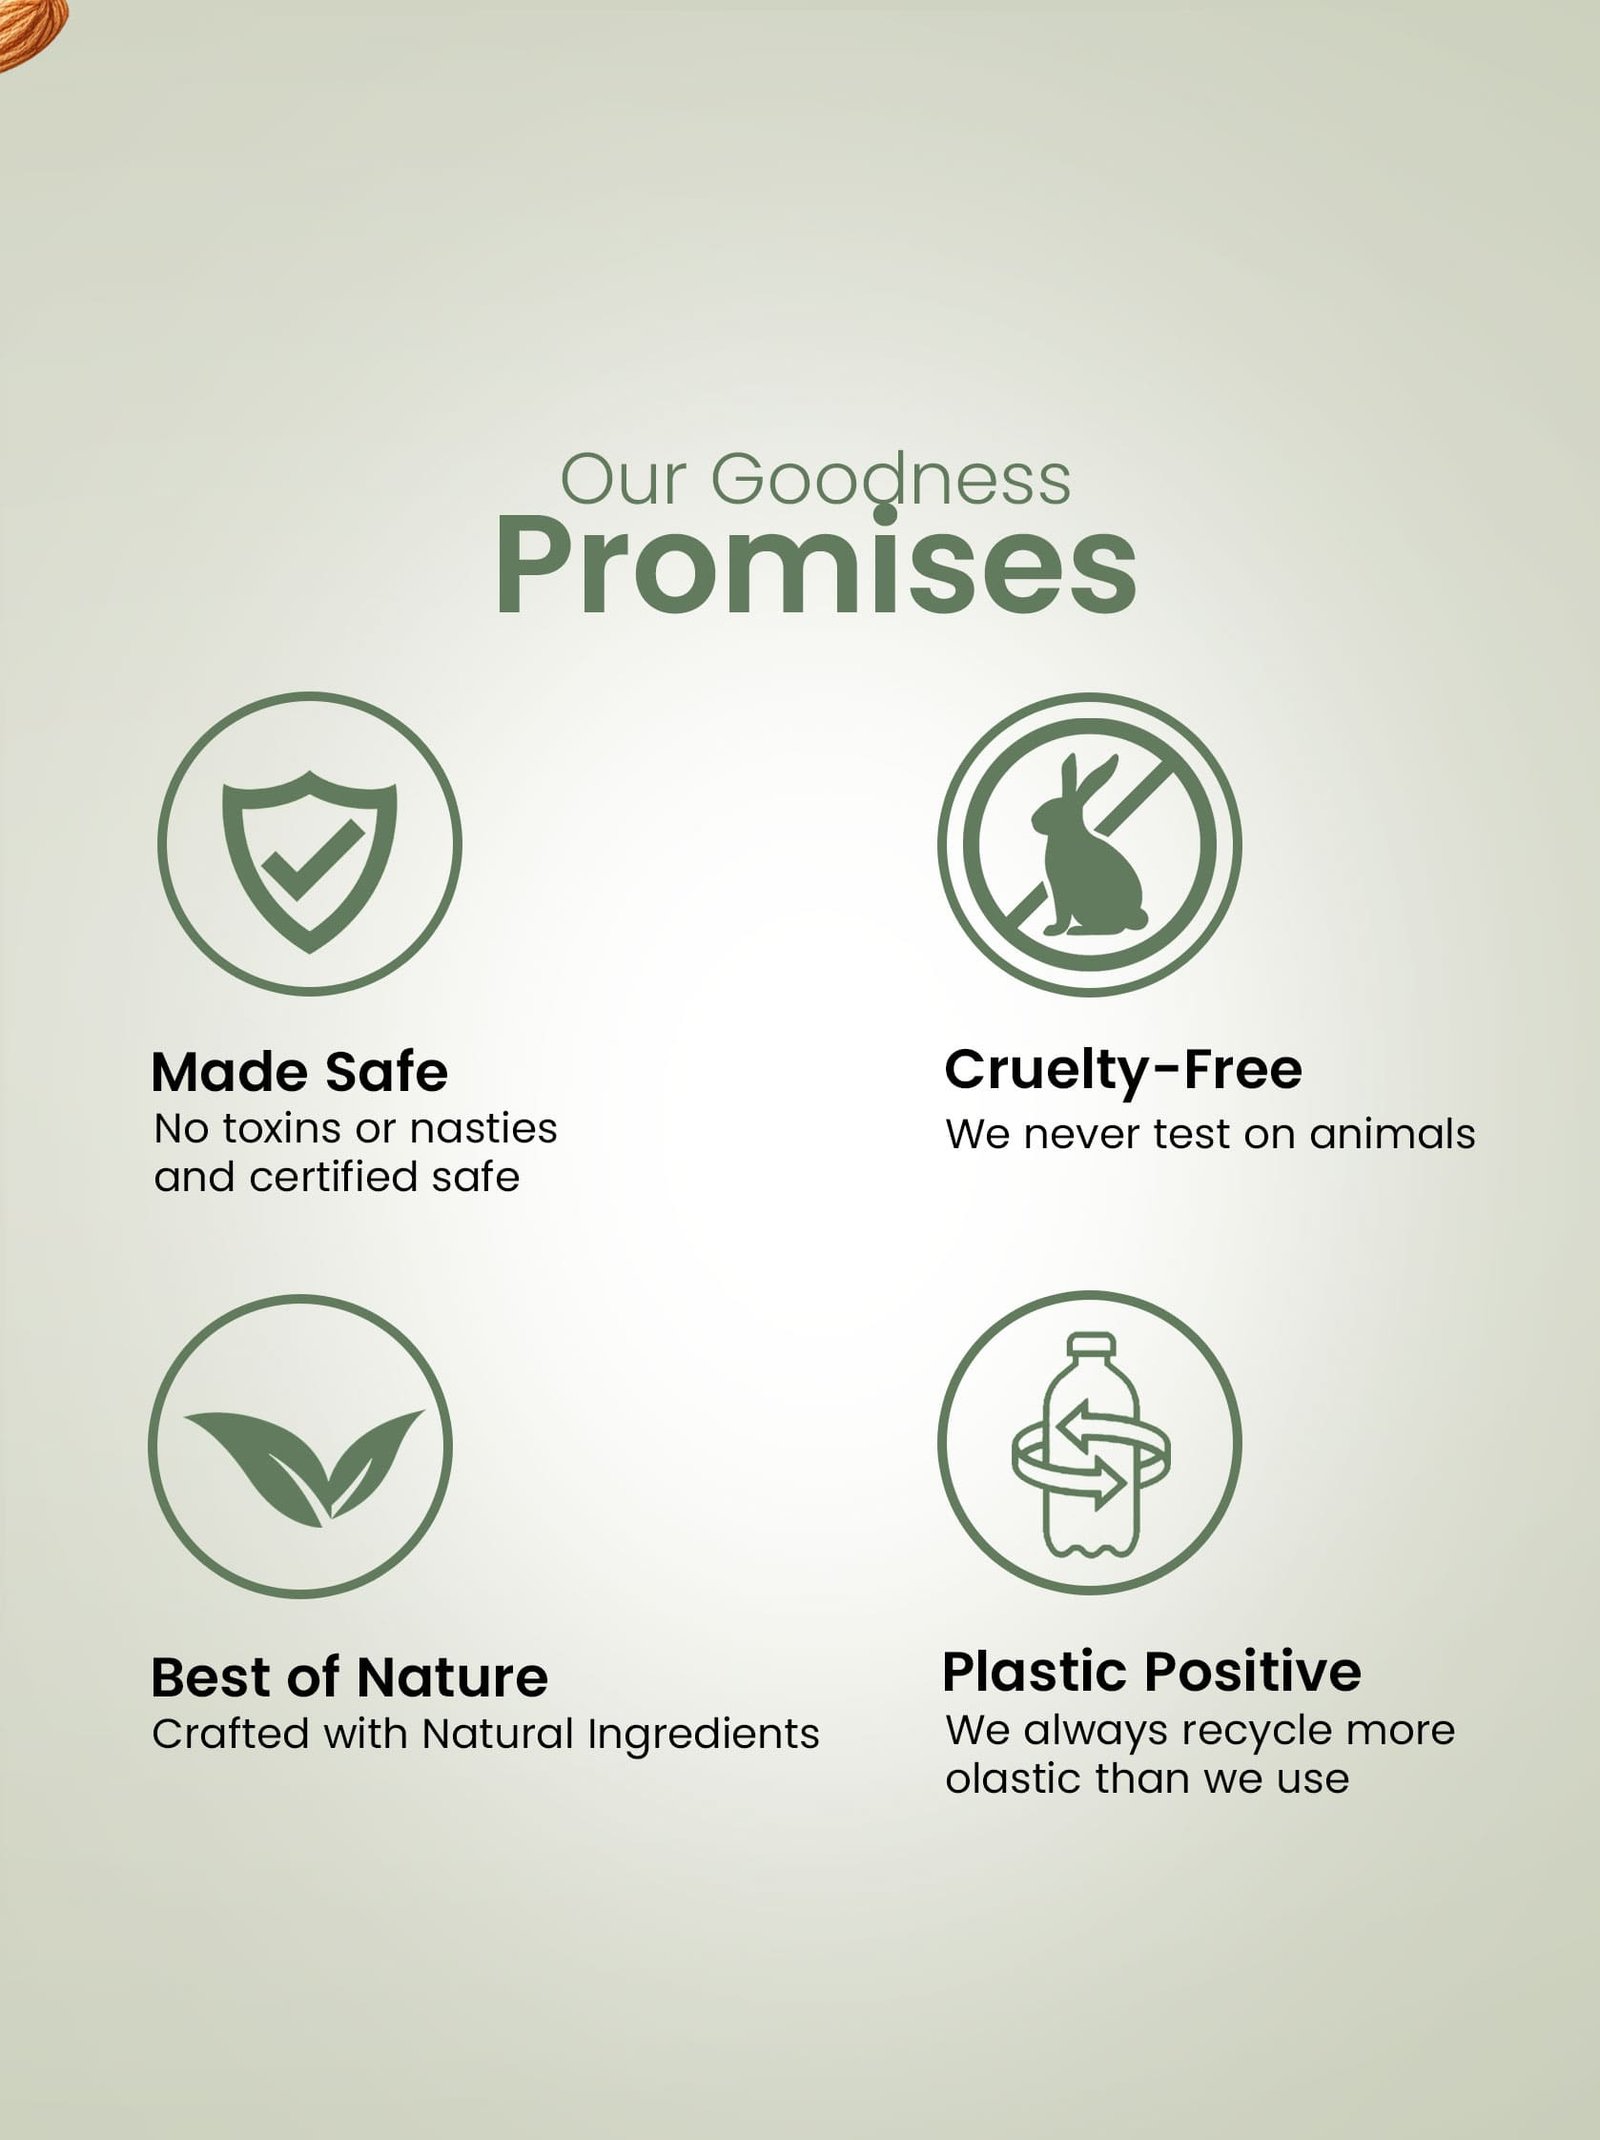 Our Goodness
Promises
Made Safe
No toxins or nasties
and certified safe
Cruelty-Free
We never test on animals
Best of Nature
Crafted with Natural Ingredients
Plastic Positive
We always recycle more
olastic than we use